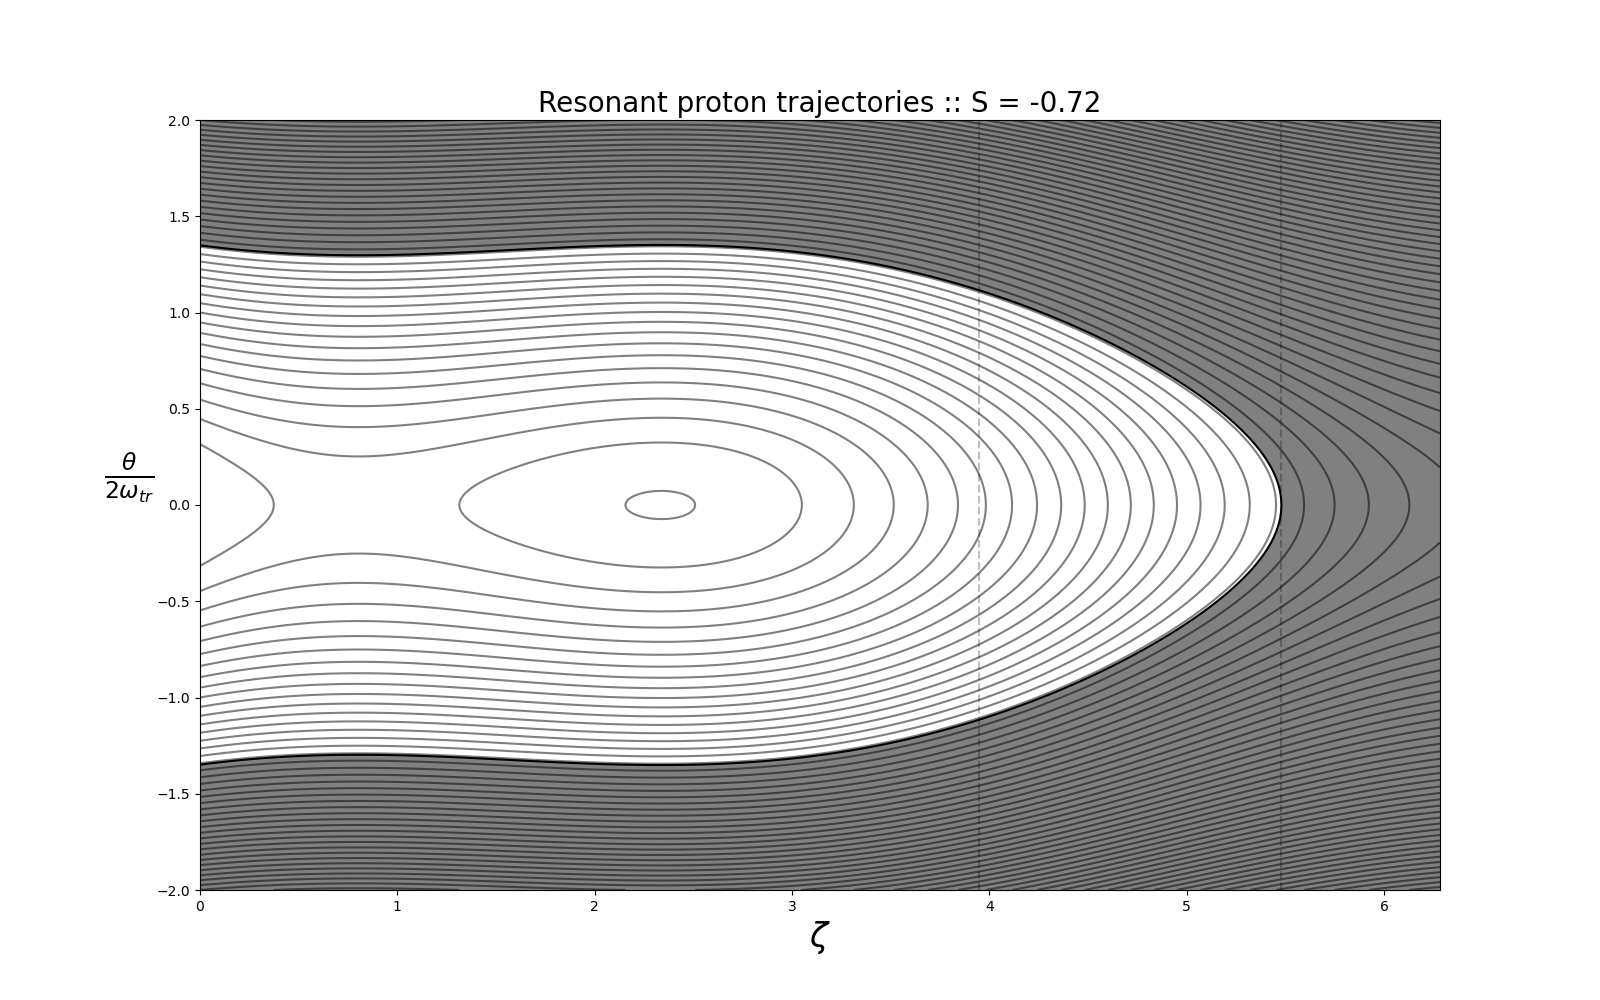 Resonant proton trajectories :: S = -0.72
2.0
1.5
1.0
0.5
0.0
−0.5
−1.0
−1.5
−2.0
θ
2ω_tr
0 1 2 3 4 5 6
ζ